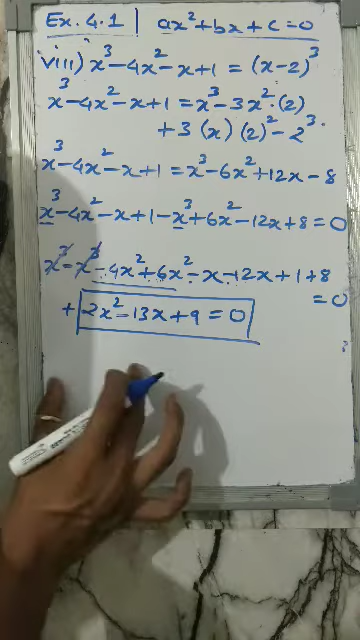 Ex. 4.1 | ax²+bx+c=0
viii) x³-4x²-x+1 = (x-2)³
x³-4x²-x+1 = x³-3x²·(2)
+3(x)(2)²-2³·
x³-4x²-x+1 = x³-6x²+12x-8
x³-4x²-x+1-x³+6x²-12x+8=0
x³-x³-4x²+6x²-x-12x+1+8
=0
+2x²-13x+9=0